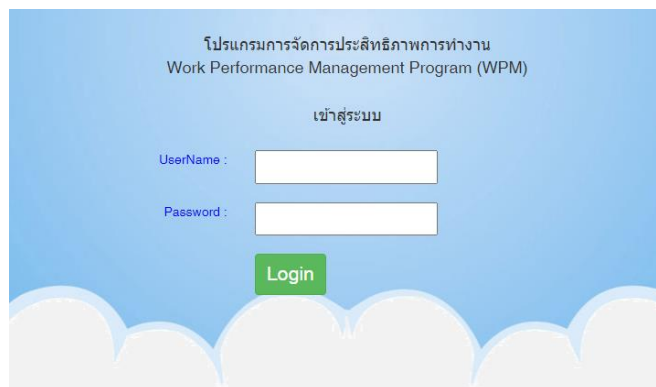 โปรแกรมการจัดการประสิทธิภาพการทำงาน
Work Performance Management Program (WPM)
เข้าสู่ระบบ
UserName :
Password :
Login